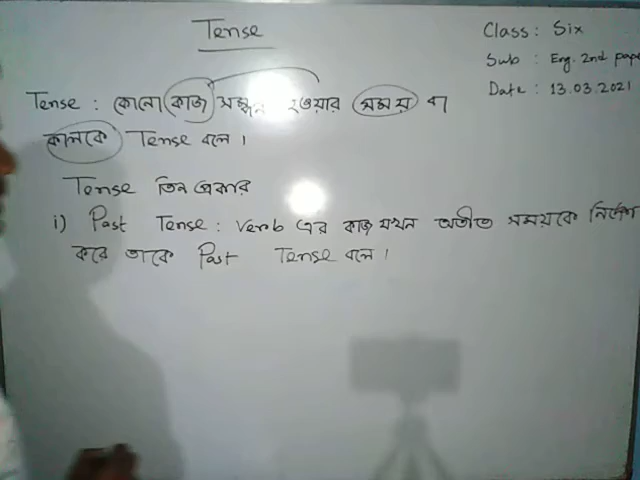 Tense
Class: Six
Sub : Eng. 2nd pape
Date : 13.03.2021
Tense : কোনো কাজ সম্পন্ন হওয়ার সময় বা
কালকে Tense বলে।
Tense তিন প্রকার
i) Past Tense : Verb এর কাজ যখন অতীত সময়কে নির্দেশ
করে তাকে Past Tense বলে।